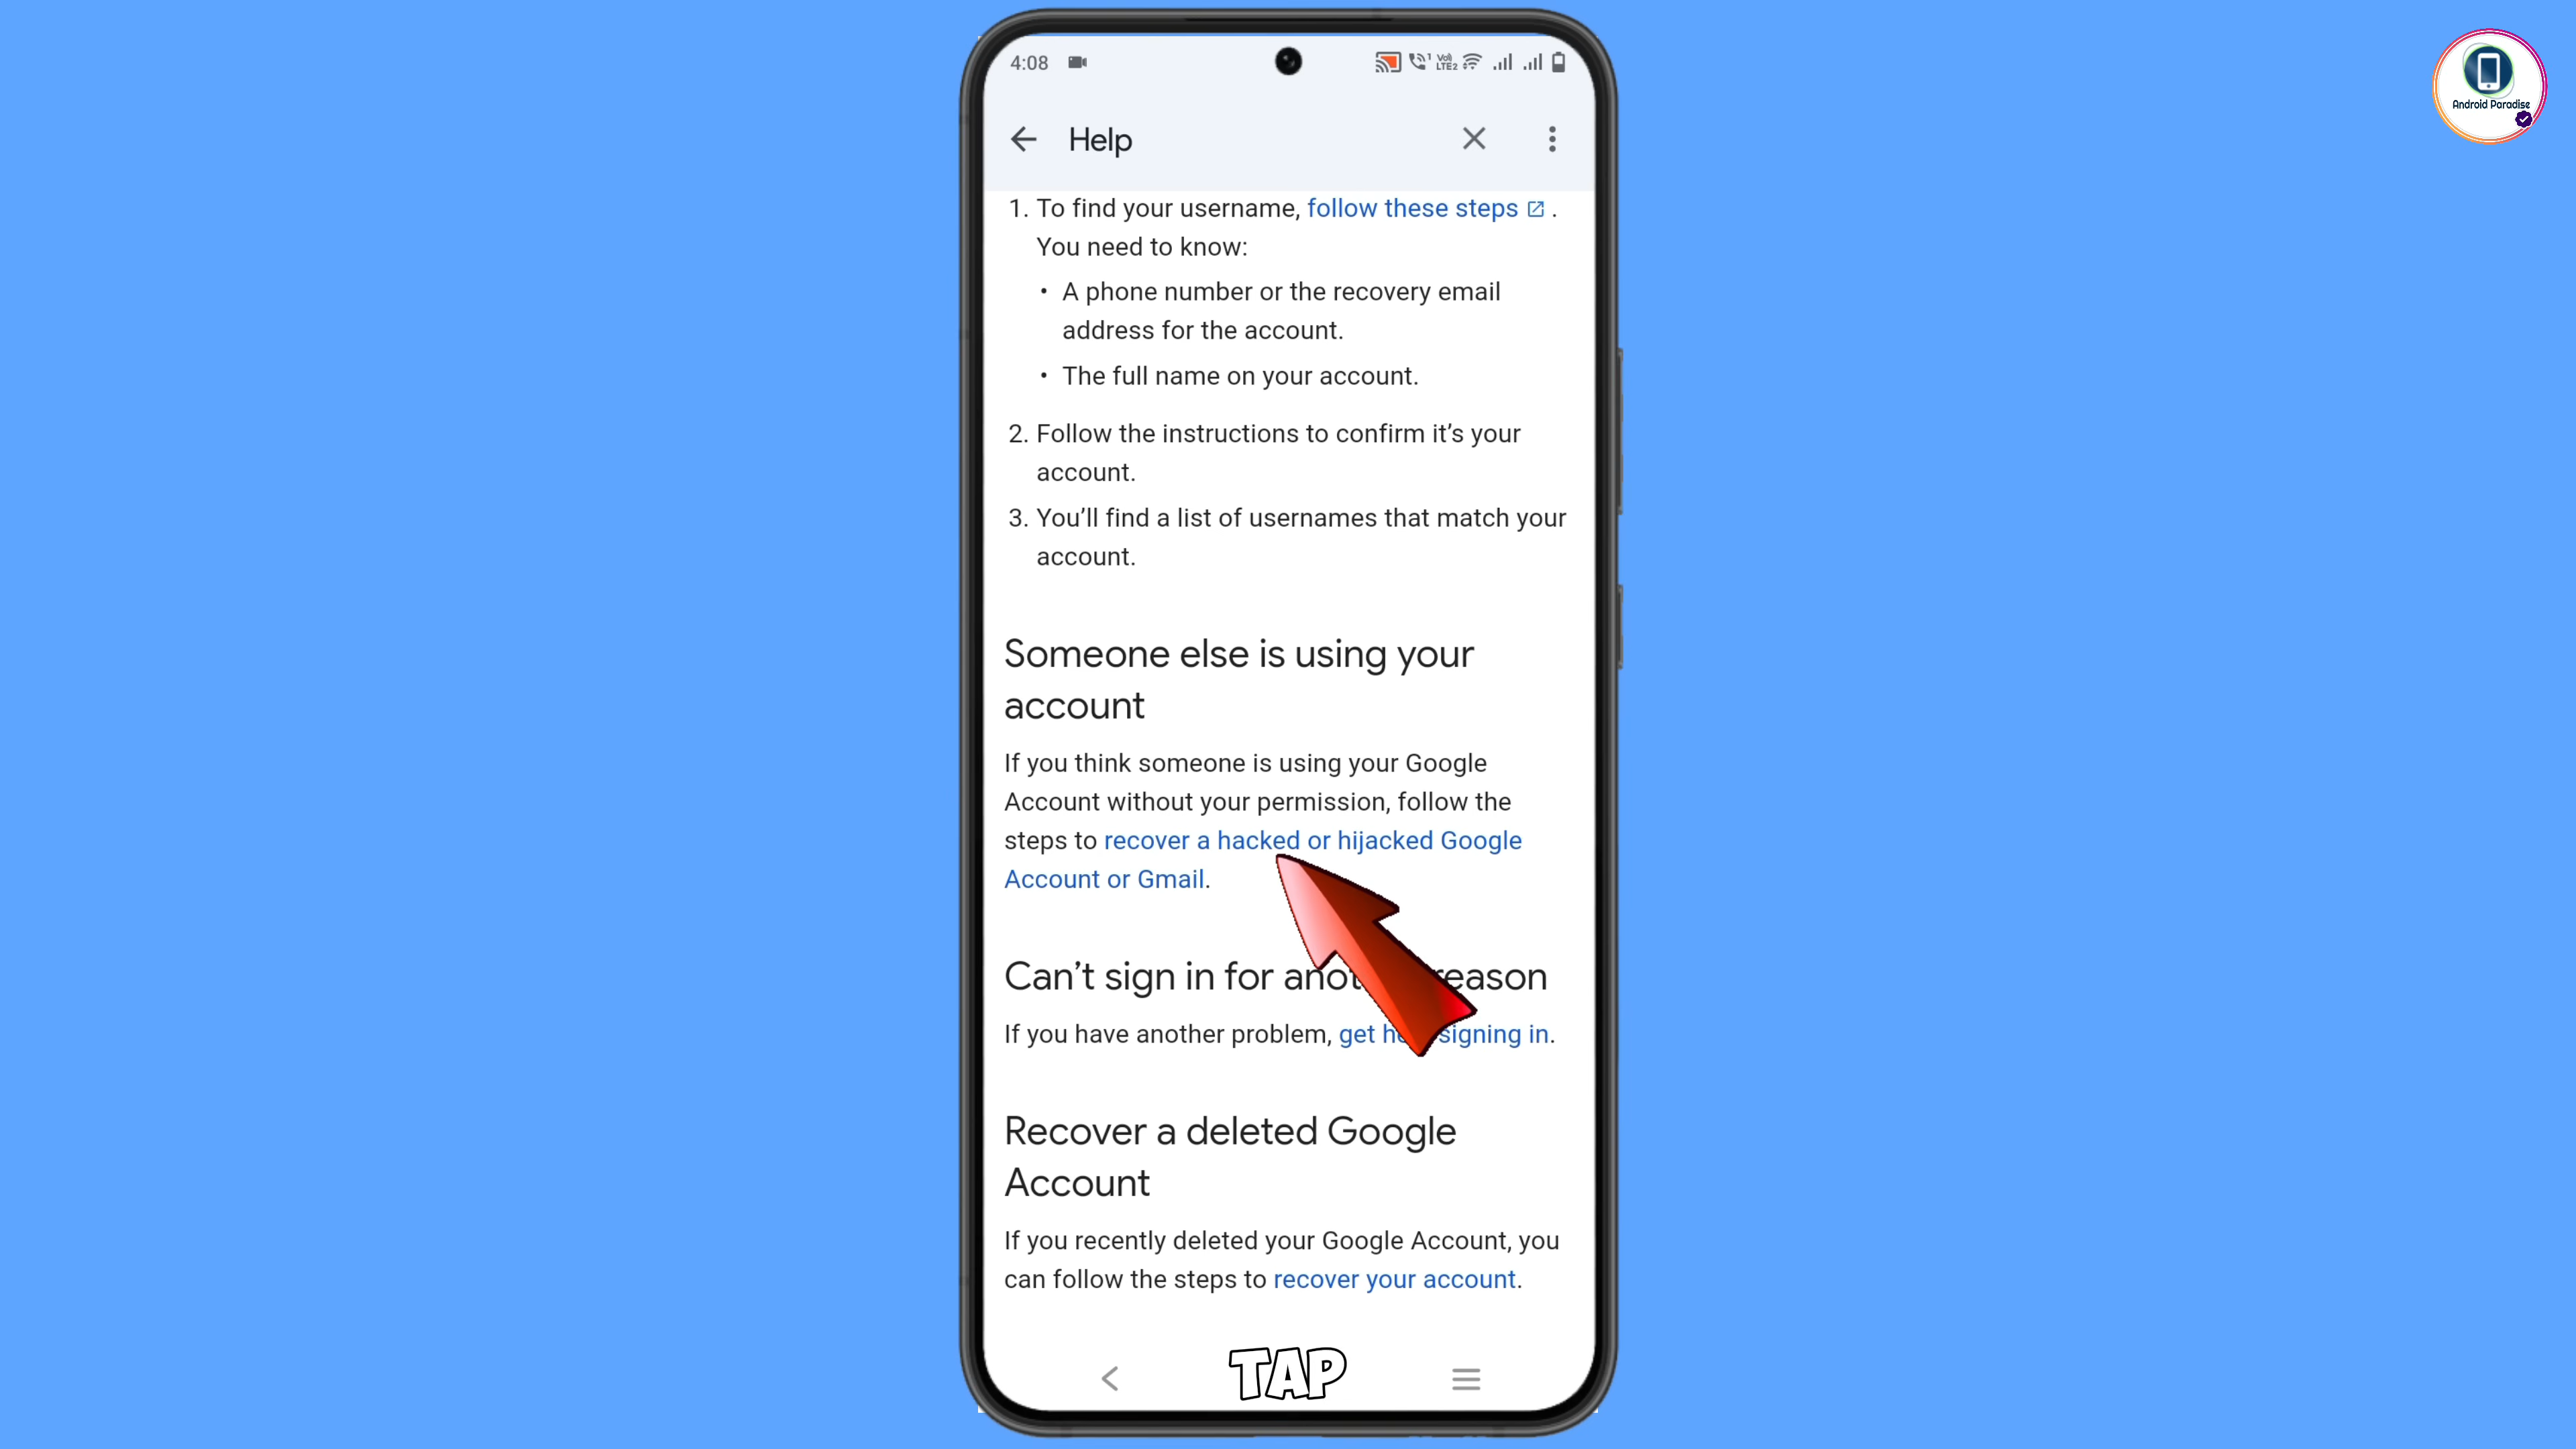 4:08
Android Paradise
Help
1. To find your username, follow these steps .
You need to know:
• A phone number or the recovery email
address for the account.
• The full name on your account.
2. Follow the instructions to confirm it’s your
account.
3. You’ll find a list of usernames that match your
account.
Someone else is using your
account
If you think someone is using your Google
Account without your permission, follow the
steps to recover a hacked or hijacked Google
Account or Gmail.
Can’t sign in for anot reason
If you have another problem, get signing in.
Recover a deleted Google
Account
If you recently deleted your Google Account, you
can follow the steps to recover your account.
TAP